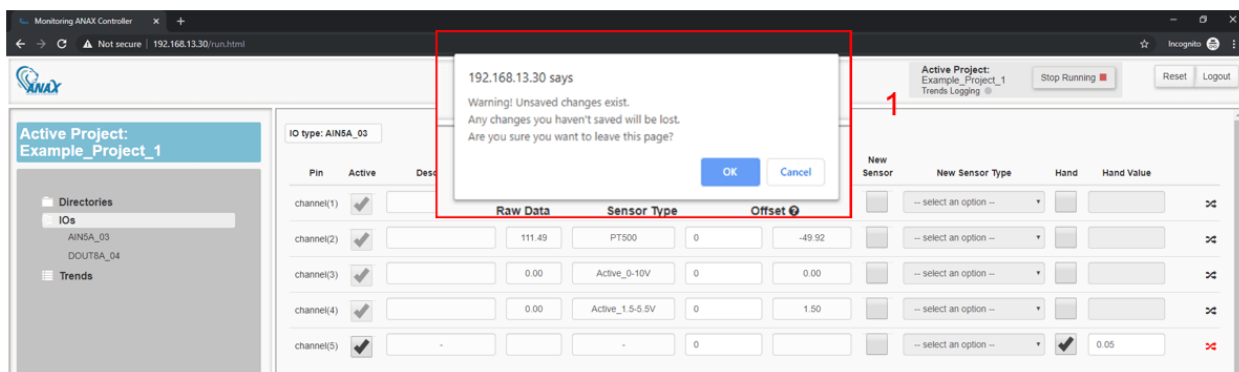 Monitoring ANAX Controller
Not secure | 192.168.13.30/run.html
Incognito
ANAX
192.168.13.30 says
Warning! Unsaved changes exist.
Any changes you haven't saved will be lost.
Are you sure you want to leave this page?
OK Cancel
1
Active Project:
Example_Project_1
Trends Logging
Stop Running
Reset Logout
Active Project:
Example_Project_1
Directories
IOs
AIN5A_03
DOUT8A_04
Trends
IO type: AIN5A_03
Pin Active Desc Raw Data Sensor Type Offset New Sensor New Sensor Type Hand Hand Value
channel(1) -- select an option --
channel(2) 111.49 PT500 0 -49.92 -- select an option --
channel(3) 0.00 Active_0-10V 0 0.00 -- select an option --
channel(4) 0.00 Active_1.5-5.5V 0 1.50 -- select an option --
channel(5) - - 0 -- select an option -- 0.05